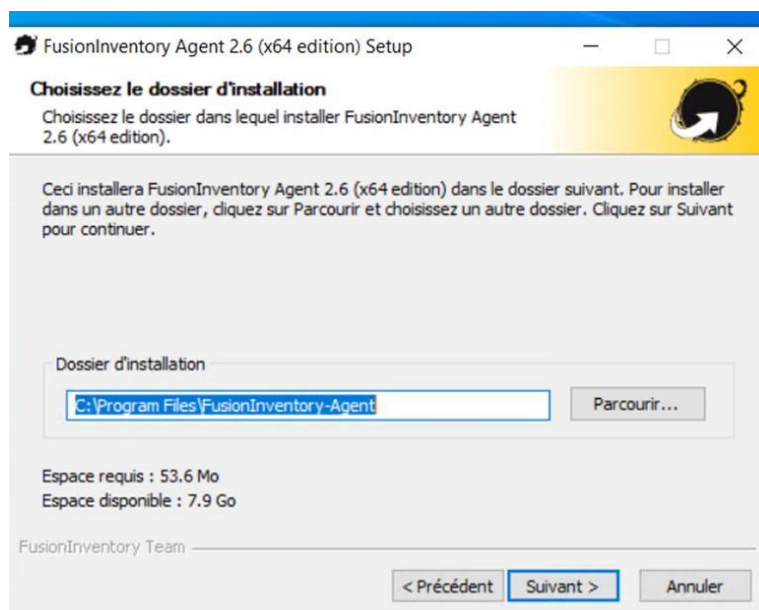 FusionInventory Agent 2.6 (x64 edition) Setup
Choisissez le dossier d'installation
Choisissez le dossier dans lequel installer FusionInventory Agent
2.6 (x64 edition).
Ceci installera FusionInventory Agent 2.6 (x64 edition) dans le dossier suivant. Pour installer
dans un autre dossier, cliquez sur Parcourir et choisissez un autre dossier. Cliquez sur Suivant
pour continuer.
Dossier d'installation
C:\Program Files\FusionInventory-Agent
Parcourir...
Espace requis : 53.6 Mo
Espace disponible : 7.9 Go
FusionInventory Team
< Précédent
Suivant >
Annuler